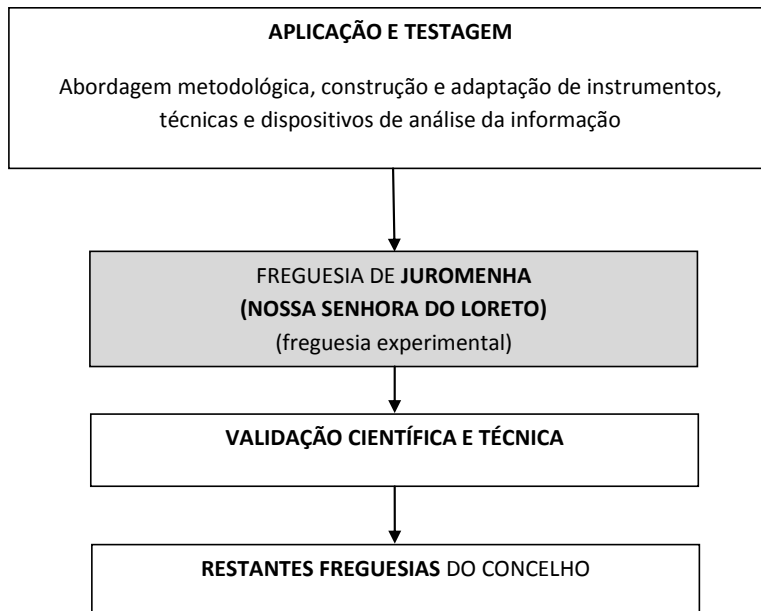 APLICAÇÃO E TESTAGEM
Abordagem metodológica, construção e adaptação de instrumentos,
técnicas e dispositivos de análise da informação
FREGUESIA DE JUROMENHA
(NOSSA SENHORA DO LORETO)
(freguesia experimental)
VALIDAÇÃO CIENTÍFICA E TÉCNICA
RESTANTES FREGUESIAS DO CONCELHO